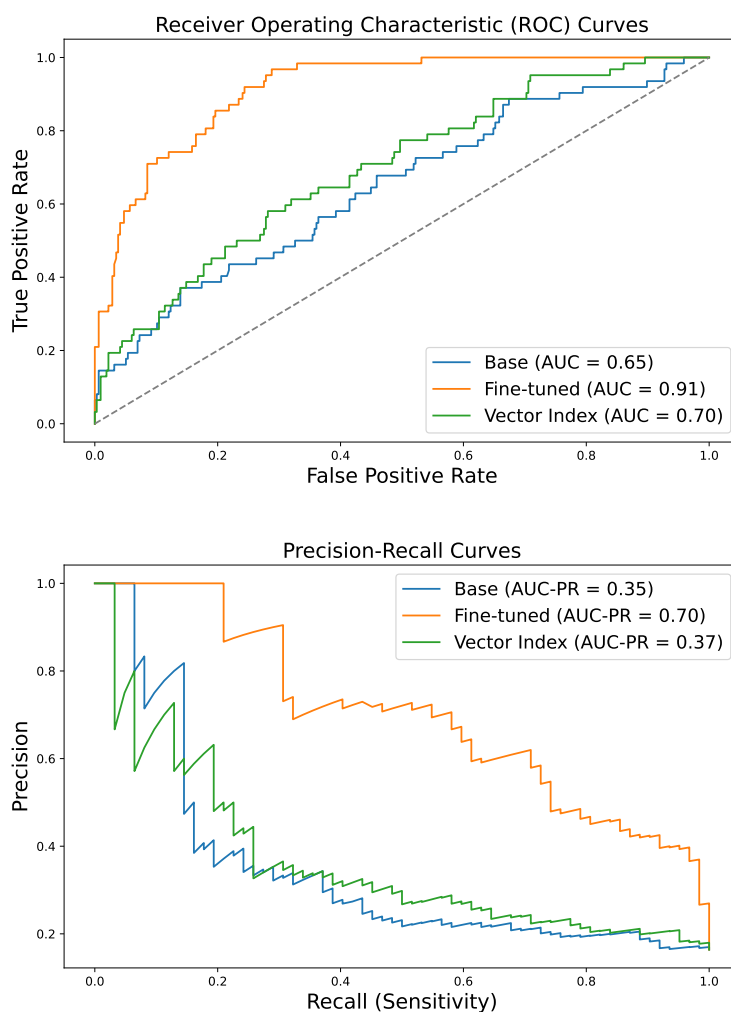 Receiver Operating Characteristic (ROC) Curves
1.0
0.8
0.6
0.4
0.2
0.0
True Positive Rate
Base (AUC = 0.65)
Fine-tuned (AUC = 0.91)
Vector Index (AUC = 0.70)
0.0 0.2 0.4 0.6 0.8 1.0
False Positive Rate
Precision-Recall Curves
1.0
0.8
0.6
0.4
0.2
Precision
Base (AUC-PR = 0.35)
Fine-tuned (AUC-PR = 0.70)
Vector Index (AUC-PR = 0.37)
0.0 0.2 0.4 0.6 0.8 1.0
Recall (Sensitivity)